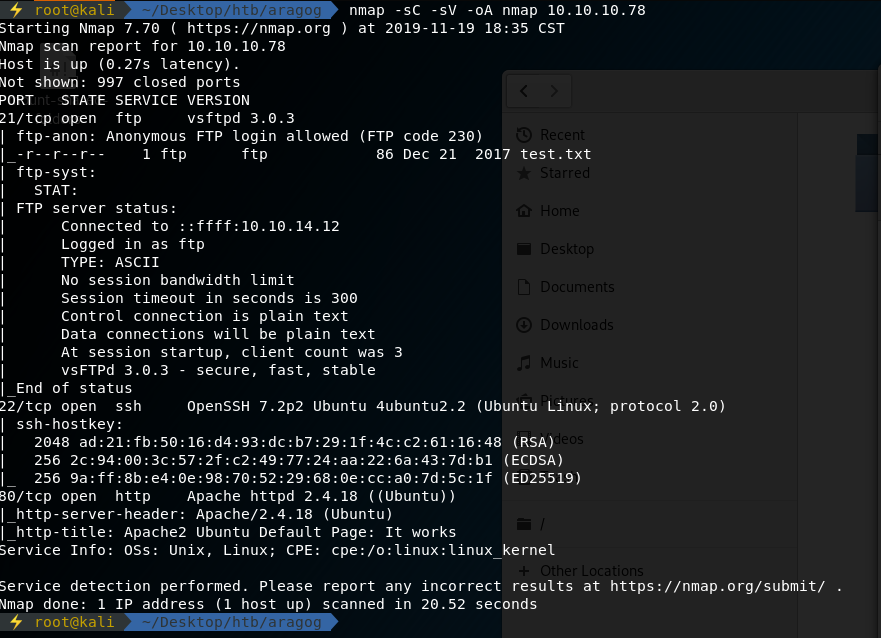 ⚡ root@kali ~/Desktop/htb/aragog nmap -sC -sV -oA nmap 10.10.10.78
Starting Nmap 7.70 ( https://nmap.org ) at 2019-11-19 18:35 CST
Nmap scan report for 10.10.10.78
Host is up (0.27s latency).
Not shown: 997 closed ports
PORT   STATE SERVICE VERSION
21/tcp open  ftp     vsftpd 3.0.3
| ftp-anon: Anonymous FTP login allowed (FTP code 230)
|_-r--r--r--    1 ftp      ftp            86 Dec 21  2017 test.txt
| ftp-syst:
|   STAT:
| FTP server status:
|      Connected to ::ffff:10.10.14.12
|      Logged in as ftp
|      TYPE: ASCII
|      No session bandwidth limit
|      Session timeout in seconds is 300
|      Control connection is plain text
|      Data connections will be plain text
|      At session startup, client count was 3
|      vsFTPd 3.0.3 - secure, fast, stable
|_End of status
22/tcp open  ssh     OpenSSH 7.2p2 Ubuntu 4ubuntu2.2 (Ubuntu Linux; protocol 2.0)
| ssh-hostkey:
|   2048 ad:21:fb:50:16:d4:93:dc:b7:29:1f:4c:c2:61:16:48 (RSA)
|   256 2c:94:00:3c:57:2f:c2:49:77:24:aa:22:6a:43:7d:b1 (ECDSA)
|_  256 9a:ff:8b:e4:0e:98:70:52:29:68:0e:cc:a0:7d:5c:1f (ED25519)
80/tcp open  http    Apache httpd 2.4.18 ((Ubuntu))
|_http-server-header: Apache/2.4.18 (Ubuntu)
|_http-title: Apache2 Ubuntu Default Page: It works
Service Info: OSs: Unix, Linux; CPE: cpe:/o:linux:linux_kernel
Service detection performed. Please report any incorrect results at https://nmap.org/submit/ .
Nmap done: 1 IP address (1 host up) scanned in 20.52 seconds
⚡ root@kali ~/Desktop/htb/aragog
Recent
Starred
Home
Desktop
Documents
Downloads
Music
Pictures
Videos
/
+ Other Locations